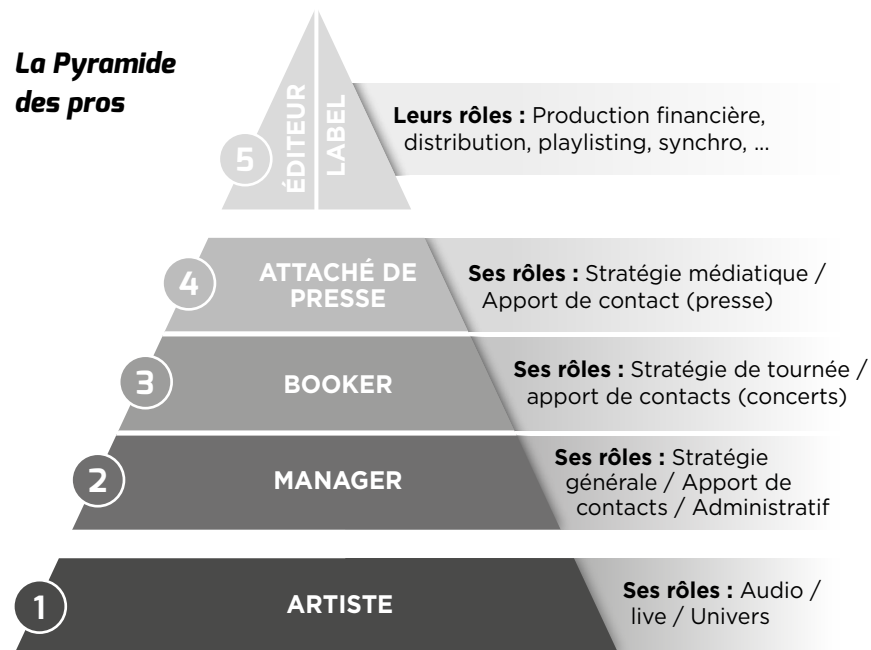 La Pyramide
des pros
ÉDITEUR
LABEL
5
Leurs rôles : Production financière,
distribution, playlisting, synchro, ...
4
ATTACHÉ DE
PRESSE
Ses rôles : Stratégie médiatique /
Apport de contact (presse)
3
BOOKER
Ses rôles : Stratégie de tournée /
apport de contacts (concerts)
2
MANAGER
Ses rôles : Stratégie
générale / Apport de
contacts / Administratif
1
ARTISTE
Ses rôles : Audio /
live / Univers